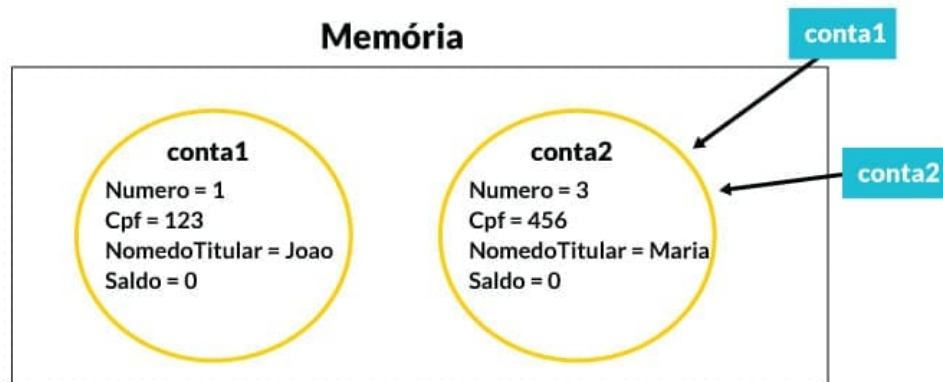 Memória
conta1
conta2
conta1
Numero = 1
Cpf = 123
NomedoTitular = Joao
Saldo = 0
conta2
Numero = 3
Cpf = 456
NomedoTitular = Maria
Saldo = 0